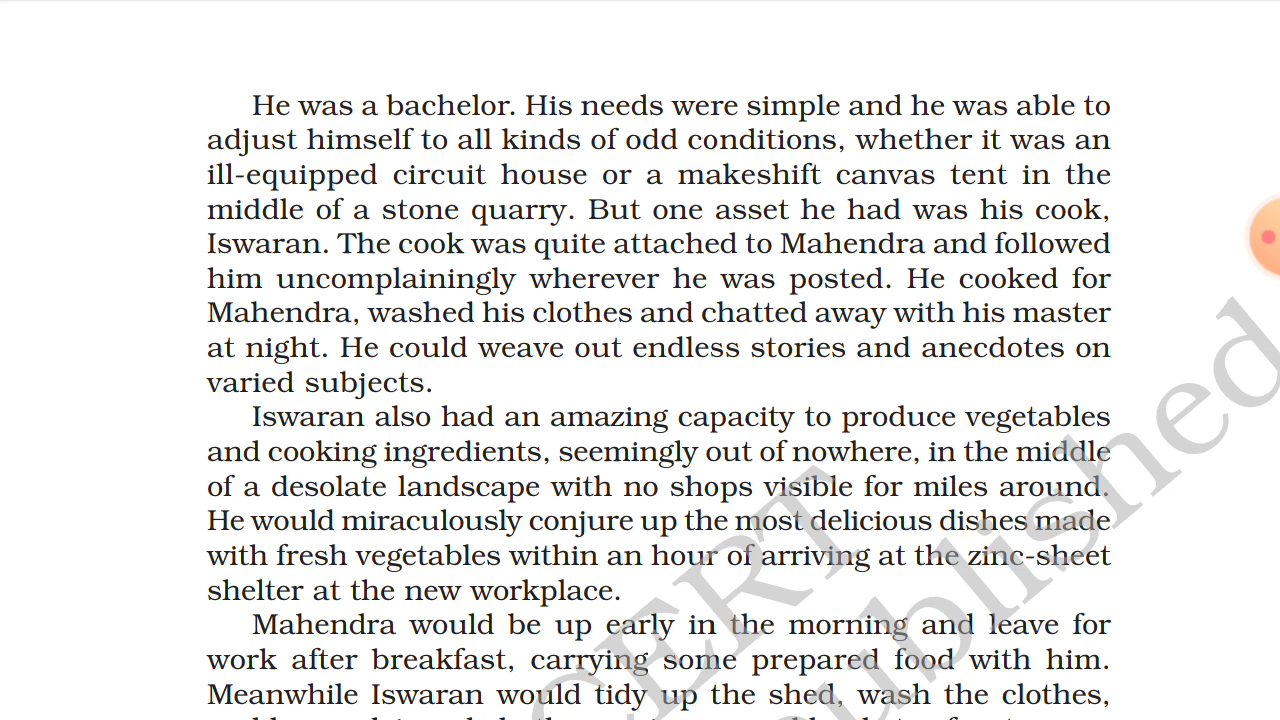 He was a bachelor. His needs were simple and he was able to
adjust himself to all kinds of odd conditions, whether it was an
ill-equipped circuit house or a makeshift canvas tent in the
middle of a stone quarry. But one asset he had was his cook,
Iswaran. The cook was quite attached to Mahendra and followed
him uncomplainingly wherever he was posted. He cooked for
Mahendra, washed his clothes and chatted away with his master
at night. He could weave out endless stories and anecdotes on
varied subjects.
Iswaran also had an amazing capacity to produce vegetables
and cooking ingredients, seemingly out of nowhere, in the middle
of a desolate landscape with no shops visible for miles around.
He would miraculously conjure up the most delicious dishes made
with fresh vegetables within an hour of arriving at the zinc-sheet
shelter at the new workplace.
Mahendra would be up early in the morning and leave for
work after breakfast, carrying some prepared food with him.
Meanwhile Iswaran would tidy up the shed, wash the clothes,
CERT
ublished